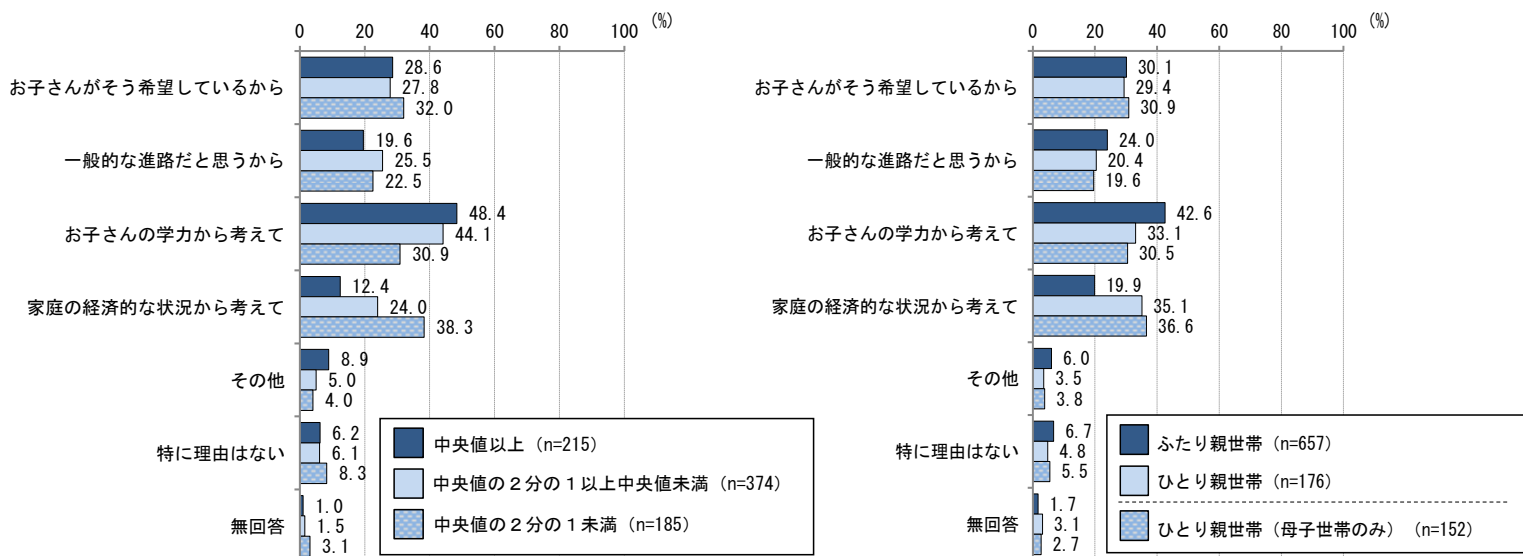 (%)
0 20 40 60 80 100
お子さんがそう希望しているから
28.6
27.8
32.0
一般的な進路だと思うから
19.6
25.5
22.5
お子さんの学力から考えて
48.4
44.1
30.9
家庭の経済的な状況から考えて
12.4
24.0
38.3
その他
8.9
5.0
4.0
特に理由はない
6.2
6.1
8.3
無回答
1.0
1.5
3.1
中央値以上 (n=215)
中央値の２分の１以上中央値未満 (n=374)
中央値の２分の１未満 (n=185)
(%)
0 20 40 60 80 100
お子さんがそう希望しているから
30.1
29.4
30.9
一般的な進路だと思うから
24.0
20.4
19.6
お子さんの学力から考えて
42.6
33.1
30.5
家庭の経済的な状況から考えて
19.9
35.1
36.6
その他
6.0
3.5
3.8
特に理由はない
6.7
4.8
5.5
無回答
1.7
3.1
2.7
ふたり親世帯 (n=657)
ひとり親世帯 (n=176)
ひとり親世帯（母子世帯のみ） (n=152)